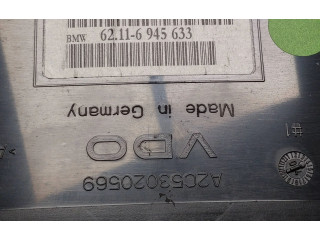 BMW 62.11-6 945 633
Made in Germany
VDO
A2C53020569